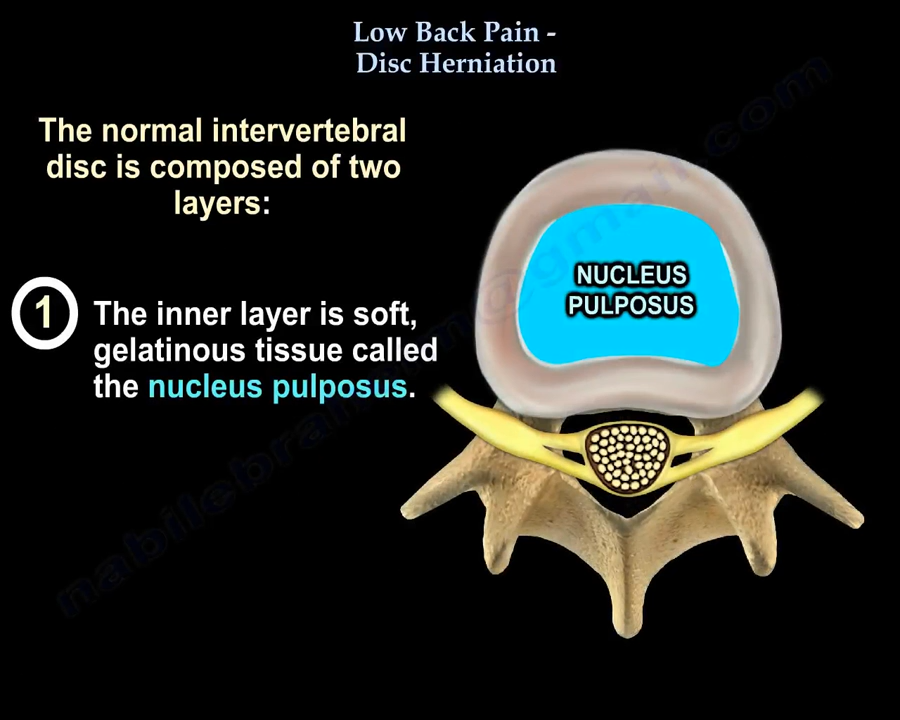 Low Back Pain -
Disc Herniation
The normal intervertebral
disc is composed of two
layers:
1
The inner layer is soft,
gelatinous tissue called
the nucleus pulposus.
NUCLEUS
PULPOSUS